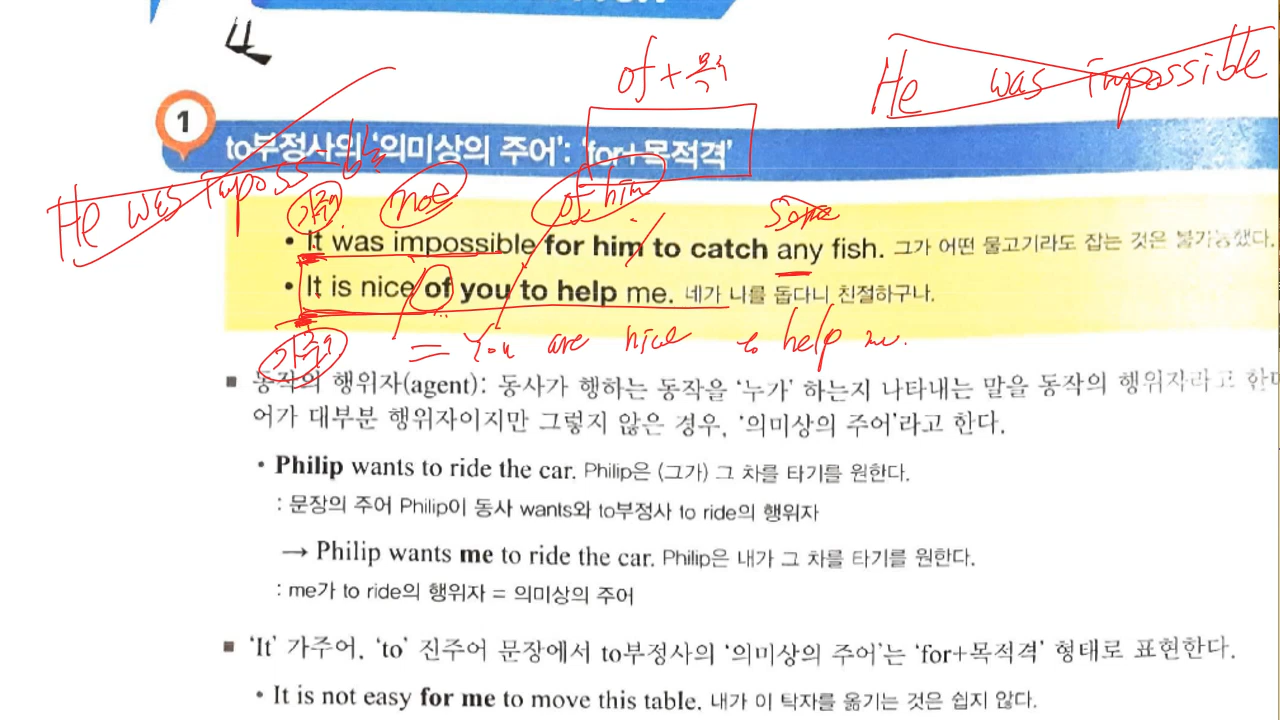 4
of + 목
He was impossible
1
to부정사의 '의미상의 주어': 'for+목적격'
He was impossible
가주어
not
of him
some
• It was impossible for him to catch any fish. 그가 어떤 물고기라도 잡는 것은 불가능했다.
• It is nice of you to help me. 네가 나를 돕다니 친절하구나.
가주어
= You are nice to help me.
■ 동작의 행위자(agent): 동사가 행하는 동작을 '누가' 하는지 나타내는 말을 동작의 행위자라고 한다
어가 대부분 행위자이지만 그렇지 않은 경우, '의미상의 주어'라고 한다.
• Philip wants to ride the car. Philip은 (그가) 그 차를 타기를 원한다.
: 문장의 주어 Philip이 동사 wants와 to부정사 to ride의 행위자
→ Philip wants me to ride the car. Philip은 내가 그 차를 타기를 원한다.
: me가 to ride의 행위자 = 의미상의 주어
■ 'It' 가주어, 'to' 진주어 문장에서 to부정사의 '의미상의 주어'는 'for+목적격' 형태로 표현한다.
• It is not easy for me to move this table. 내가 이 탁자를 옮기는 것은 쉽지 않다.